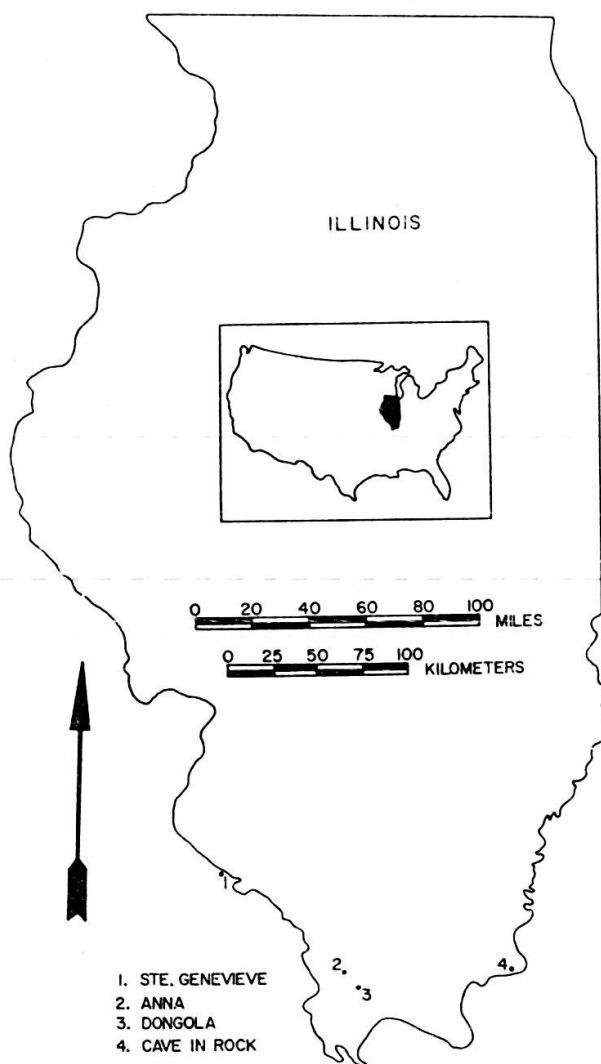 ILLINOIS
0 20 40 60 80 100 MILES
0 25 50 75 100 KILOMETERS
1
2
3
4
1. STE. GENEVIEVE
2. ANNA
3. DONGOLA
4. CAVE IN ROCK